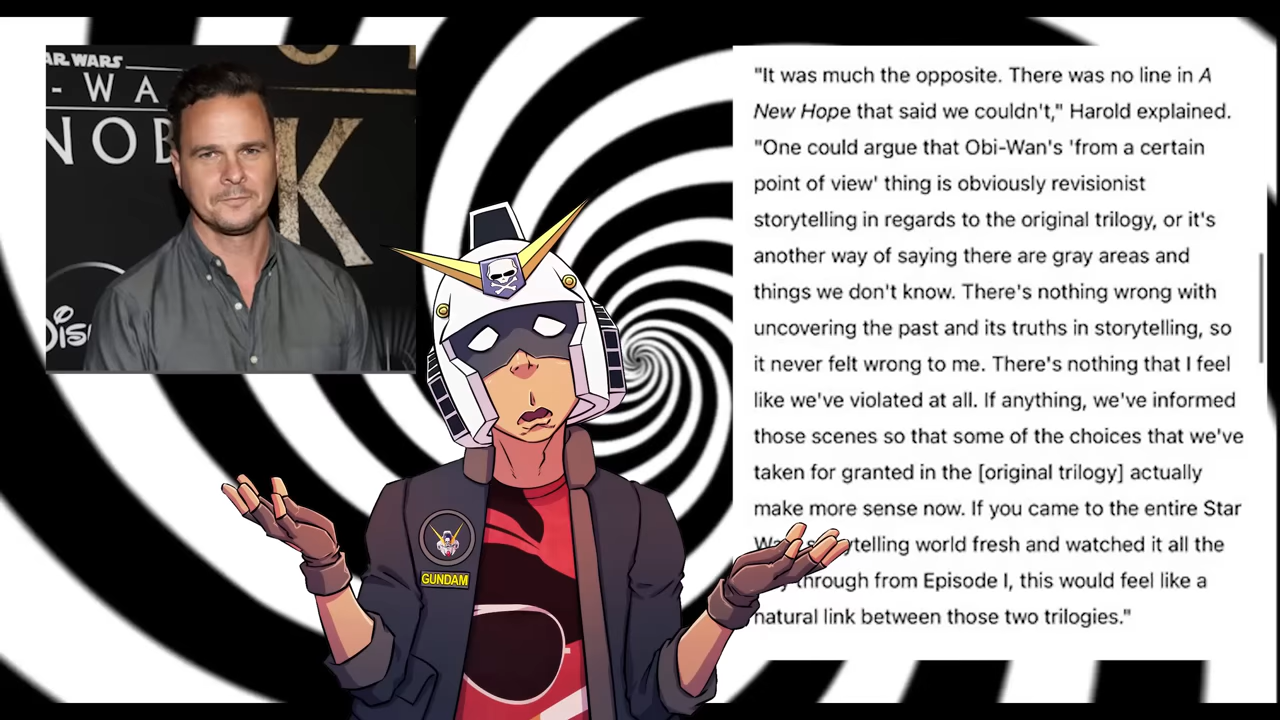 AR WARS
- W A
NOB
K
Dis
GUNDAM
"It was much the opposite. There was no line in A
New Hope that said we couldn't," Harold explained.
"One could argue that Obi-Wan's 'from a certain
point of view' thing is obviously revisionist
storytelling in regards to the original trilogy, or it's
another way of saying there are gray areas and
things we don't know. There's nothing wrong with
uncovering the past and its truths in storytelling, so
it never felt wrong to me. There's nothing that I feel
like we've violated at all. If anything, we've informed
those scenes so that some of the choices that we've
taken for granted in the [original trilogy] actually
make more sense now. If you came to the entire Star
storytelling world fresh and watched it all the
through from Episode I, this would feel like a
natural link between those two trilogies."